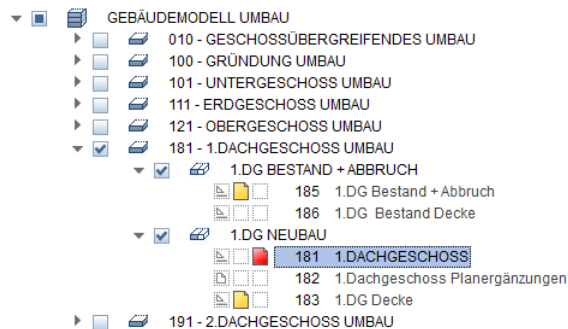 GEBÄUDEMODELL UMBAU
010 - GESCHOSSÜBERGREIFENDES UMBAU
100 - GRÜNDUNG UMBAU
101 - UNTERGESCHOSS UMBAU
111 - ERDGESCHOSS UMBAU
121 - OBERGESCHOSS UMBAU
181 - 1.DACHGESCHOSS UMBAU
1.DG BESTAND + ABBRUCH
185 1.DG Bestand + Abbruch
186 1.DG Bestand Decke
1.DG NEUBAU
181 1.DACHGESCHOSS
182 1.Dachgeschoss Planergänzungen
183 1.DG Decke
191 - 2.DACHGESCHOSS UMBAU